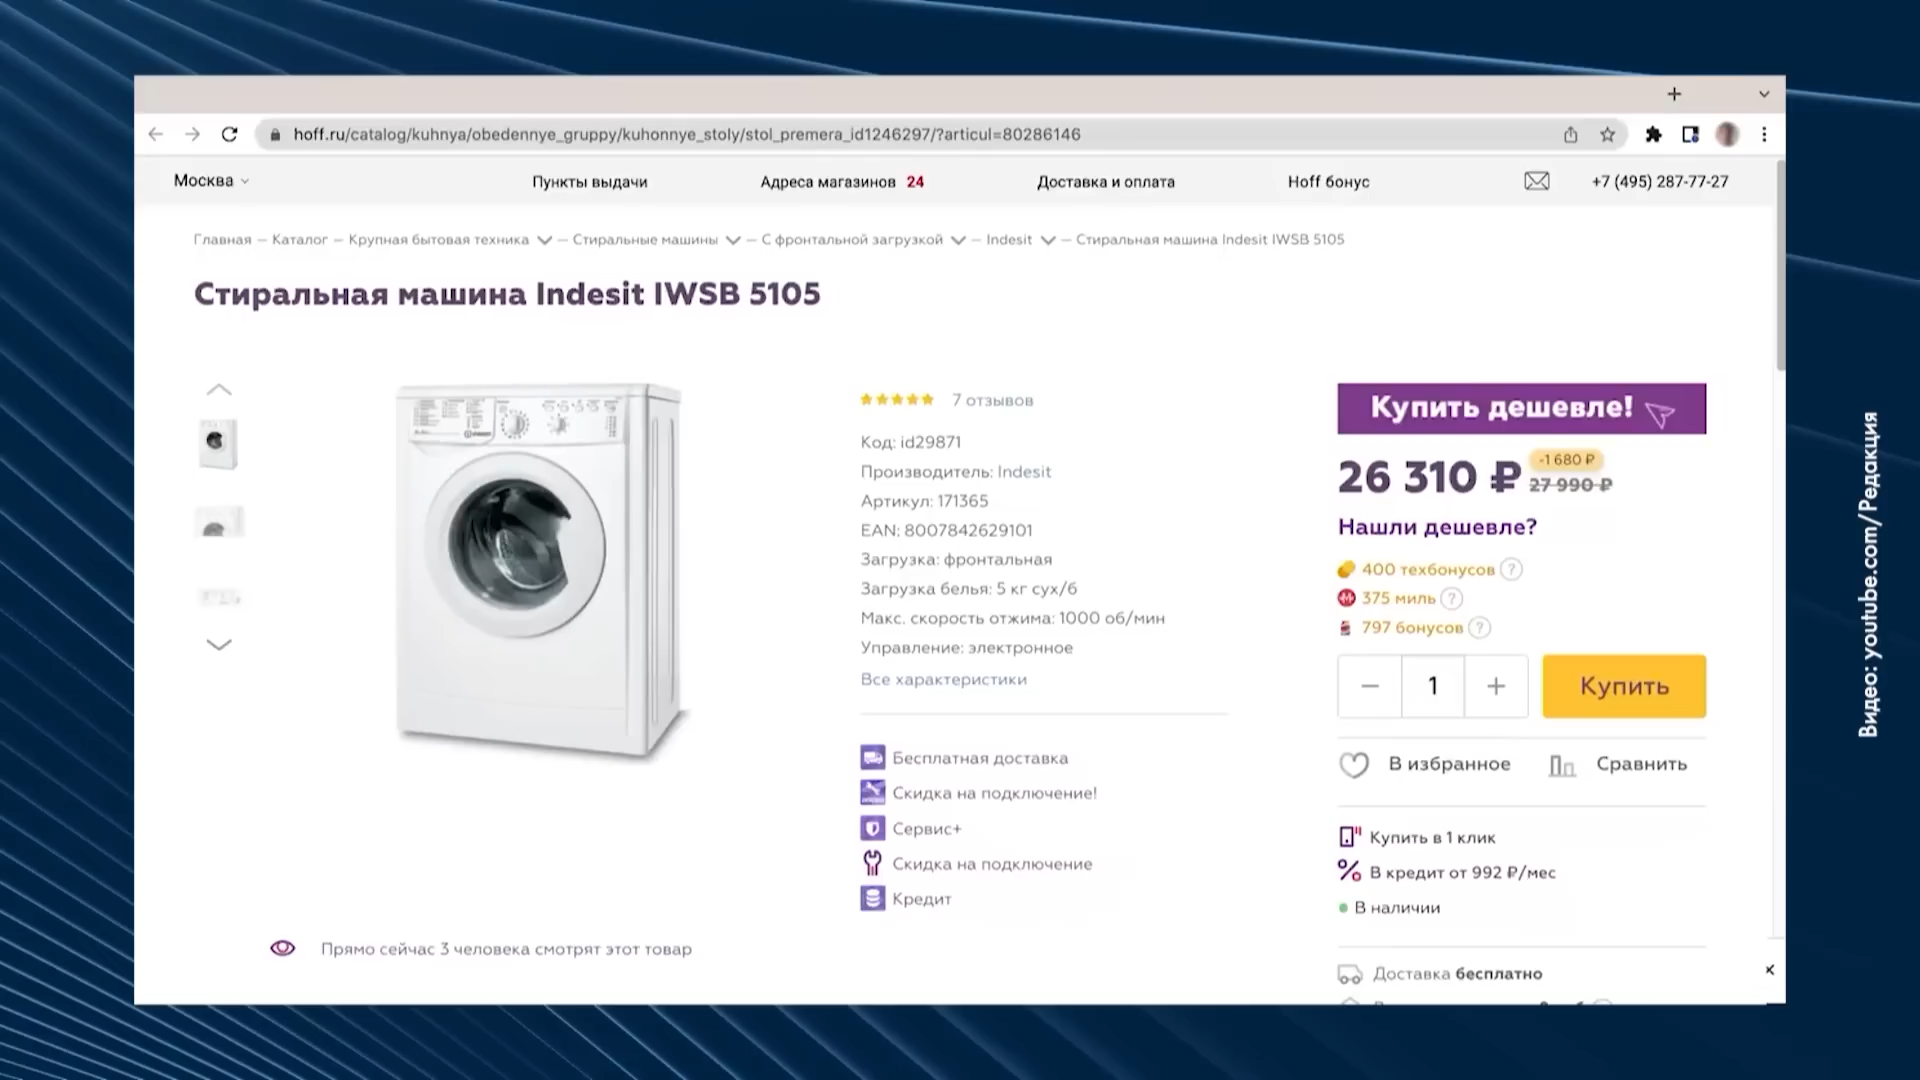 hoff.ru/catalog/kuhnya/obedennye_gruppy/kuhonnye_stoly/stol_premera_id1246297/?articul=80286146
Москва
Пункты выдачи
Адреса магазинов 24
Доставка и оплата
Hoff бонус
+7 (495) 287-77-27
Главная – Каталог – Крупная бытовая техника – Стиральные машины – С фронтальной загрузкой – Indesit – Стиральная машина Indesit IWSB 5105
Стиральная машина Indesit IWSB 5105
7 отзывов
Код: id29871
Производитель: Indesit
Артикул: 171365
EAN: 8007842629101
Загрузка: фронтальная
Загрузка белья: 5 кг сух/б
Макс. скорость отжима: 1000 об/мин
Управление: электронное
Все характеристики
Бесплатная доставка
Скидка на подключение!
Сервис+
Скидка на подключение
Кредит
Прямо сейчас 3 человека смотрят этот товар
Купить дешевле!
26 310 ₽
-1 680 ₽
27 990 ₽
Нашли дешевле?
400 техбонусов ?
375 миль ?
797 бонусов ?
− 1 +
Купить
В избранное
Сравнить
Купить в 1 клик
В кредит от 992 ₽/мес
В наличии
Доставка бесплатно
Видео: youtube.com/Редакция